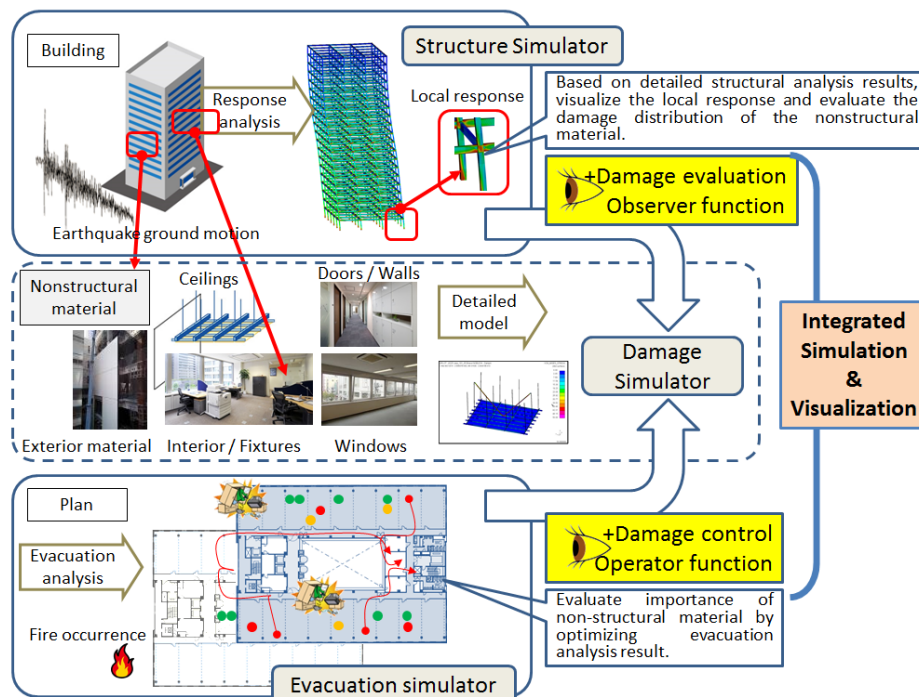 Building
Structure Simulator
Response
analysis
Local response
Based on detailed structural analysis results,
visualize the local response and evaluate the
damage distribution of the nonstructural
material.
+Damage evaluation
Observer function
Earthquake ground motion
Nonstructural
material
Ceilings
Doors / Walls
Detailed
model
Damage
Simulator
Integrated
Simulation
&
Visualization
Exterior material
Interior / Fixtures
Windows
Plan
Evacuation
analysis
Fire occurrence
+Damage control
Operator function
Evaluate importance of
non-structural material by
optimizing evacuation
analysis result.
Evacuation simulator